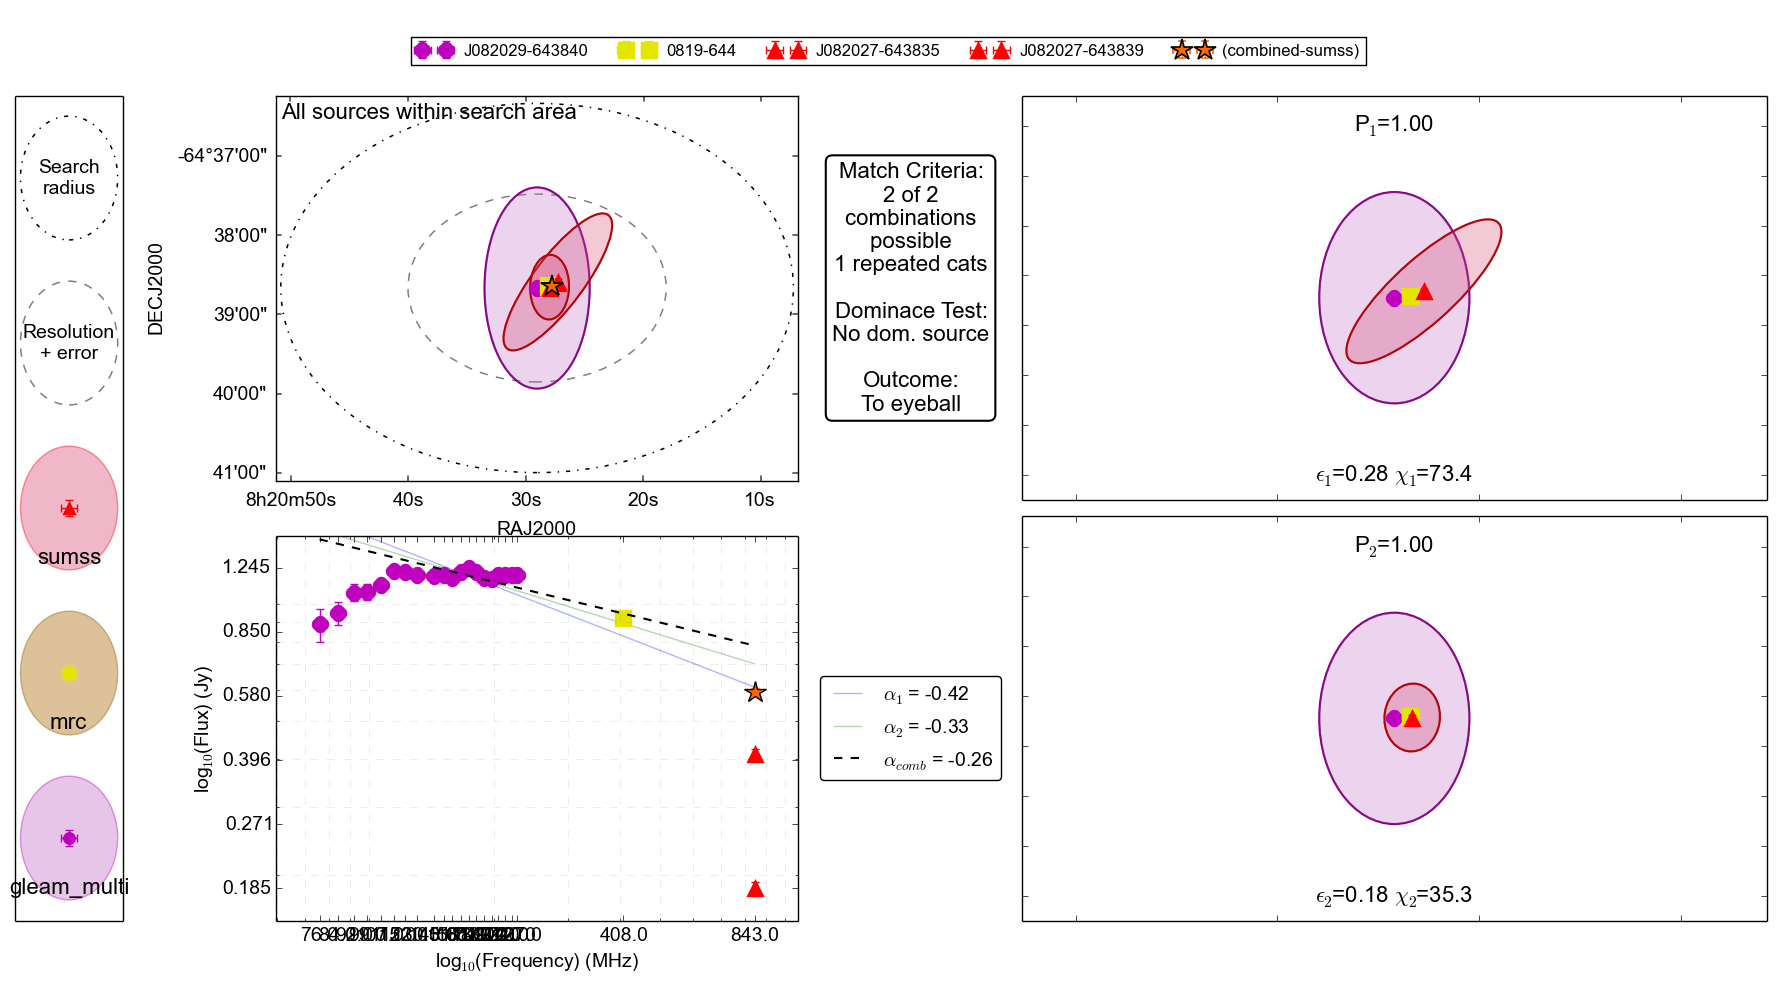 J082029-643840 0819-644 J082027-643835 J082027-643839 (combined-sumss)
Search
radius
Resolution
+ error
sumss
mrc
gleam_multi
All sources within search area
DECJ2000
-64°37'00"
38'00"
39'00"
40'00"
41'00"
8h20m50s 40s 30s 20s 10s
RAJ2000
Match Criteria:
2 of 2
combinations
possible
1 repeated cats
Dominace Test:
No dom. source
Outcome:
To eyeball
P1=1.00
ϵ1=0.28 χ1=73.4
P2=1.00
ϵ2=0.18 χ2=35.3
log10(Flux) (Jy)
1.245
0.850
0.580
0.396
0.271
0.185
408.0 843.0
log10(Frequency) (MHz)
α1 = -0.42
α2 = -0.33
αcomb = -0.26